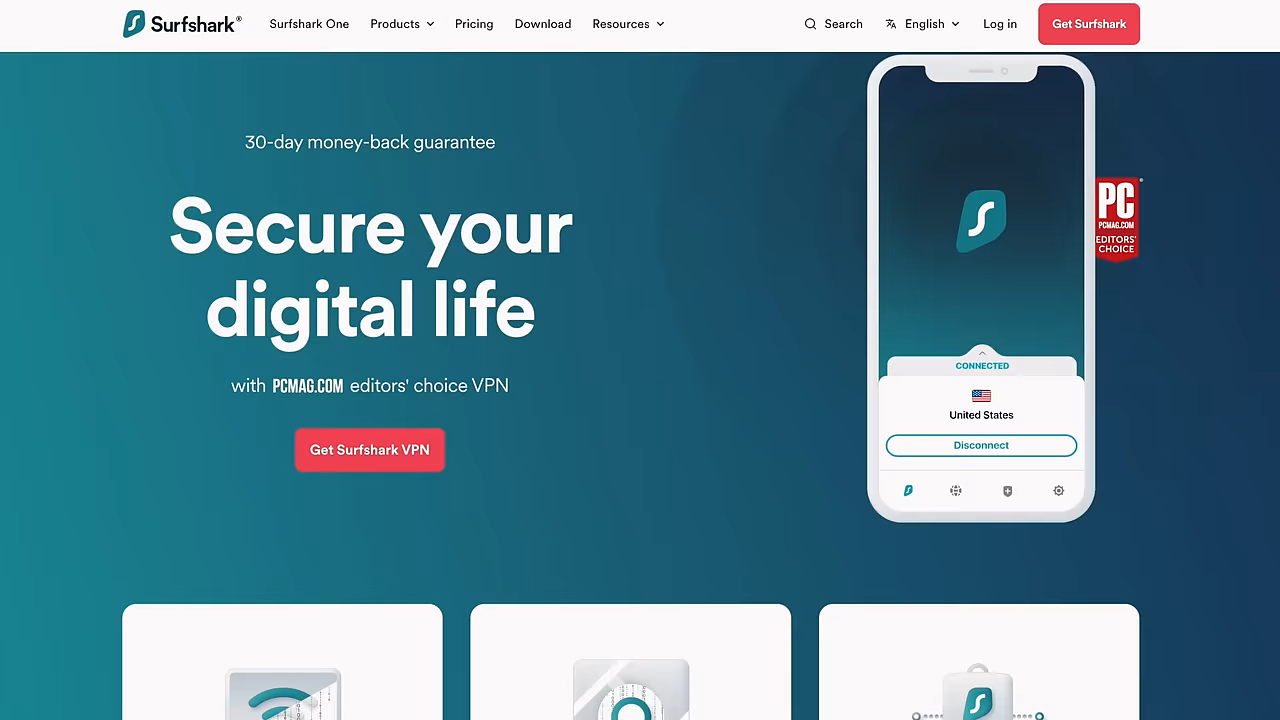 Surfshark®
Surfshark One
Products
Pricing
Download
Resources
Search
English
Log in
Get Surfshark
30-day money-back guarantee
Secure your
digital life
with PCMAG.COM editors' choice VPN
Get Surfshark VPN
CONNECTED
United States
Disconnect
PC
PCMAG.COM
EDITORS'
CHOICE